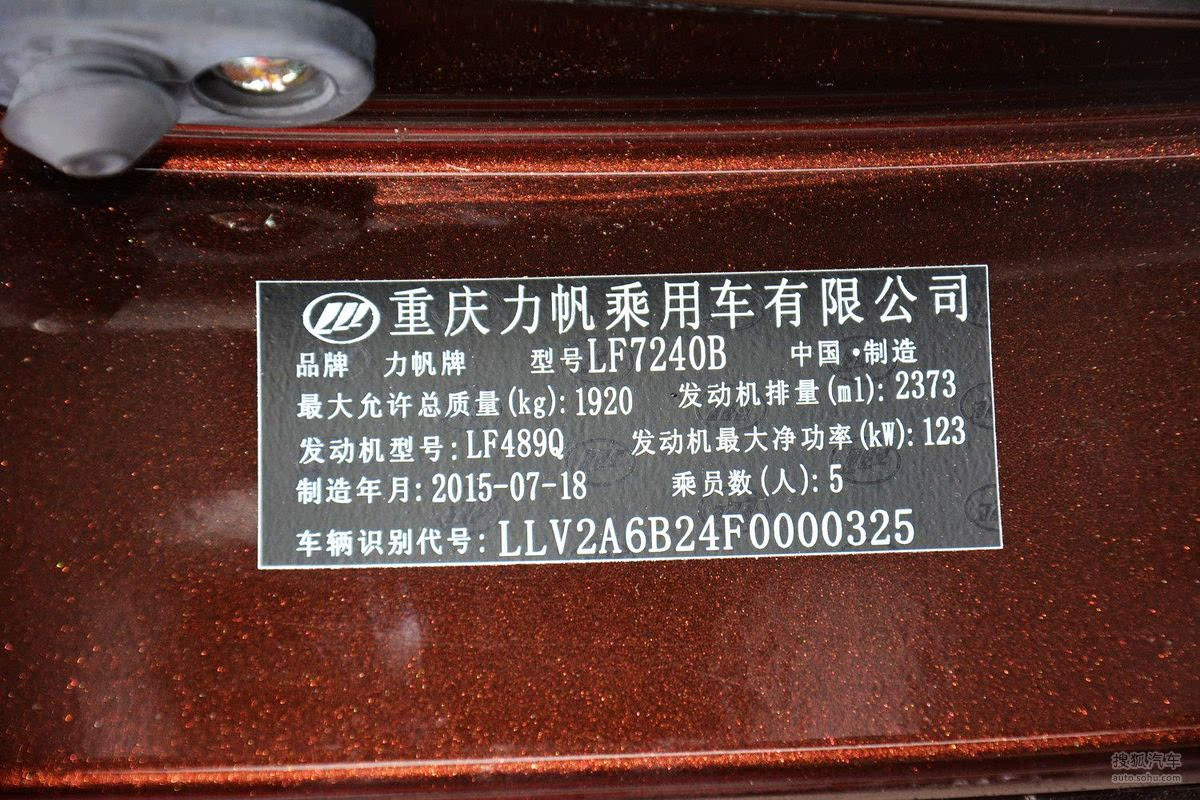 重庆力帆乘用车有限公司
品牌 力帆牌 型号LF7240B 中国·制造
最大允许总质量(kg):1920 发动机排量(ml):2373
发动机型号:LF489Q 发动机最大净功率(kW):123
制造年月:2015-07-18 乘员数(人):5
车辆识别代号:LLV2A6B24F0000325
搜狐汽车
auto.sohu.com